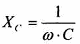 X_C· = 1 / (ω · C)